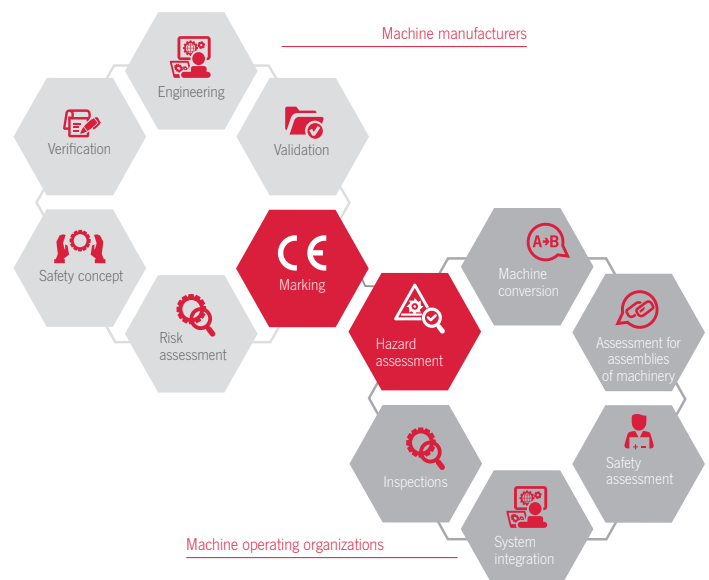 Machine manufacturers
Engineering
Verification
Validation
Safety concept
CE
Marking
Risk
assessment
A→B
Machine
conversion
Hazard
assessment
Assessment for
assemblies
of machinery
Inspections
Safety
assessment
System
integration
Machine operating organizations